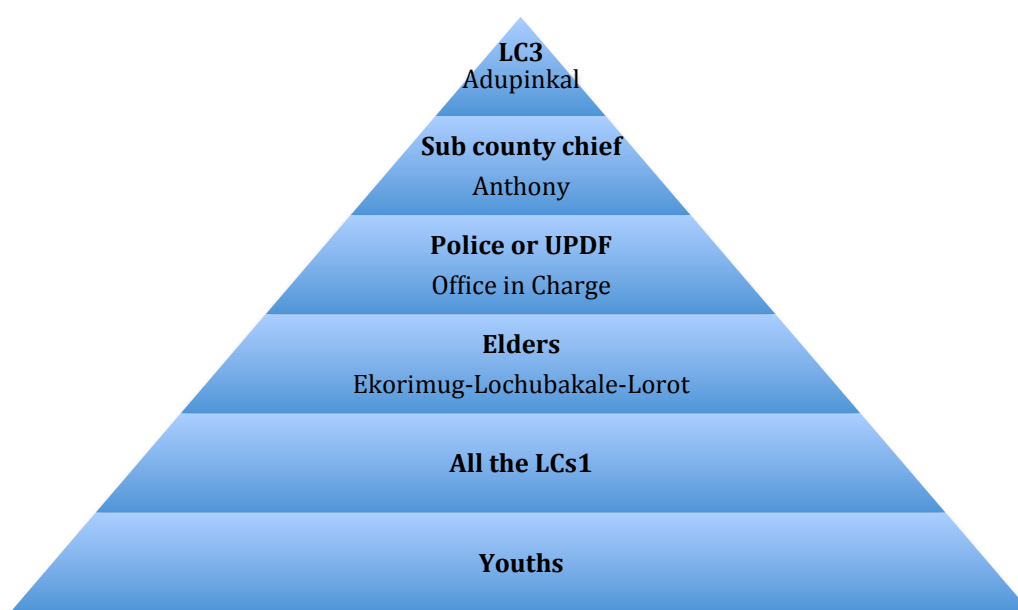 LC3
Adupinkal
Sub county chief
Anthony
Police or UPDF
Office in Charge
Elders
Ekorimug-Lochubakale-Lorot
All the LCs1
Youths